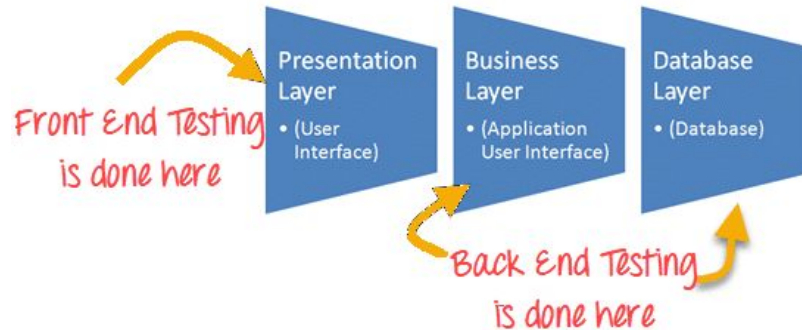 Presentation
Layer
• (User
Interface)
Business
Layer
• (Application
User Interface)
Database
Layer
• (Database)
Front End Testing
is done here
Back End Testing
is done here